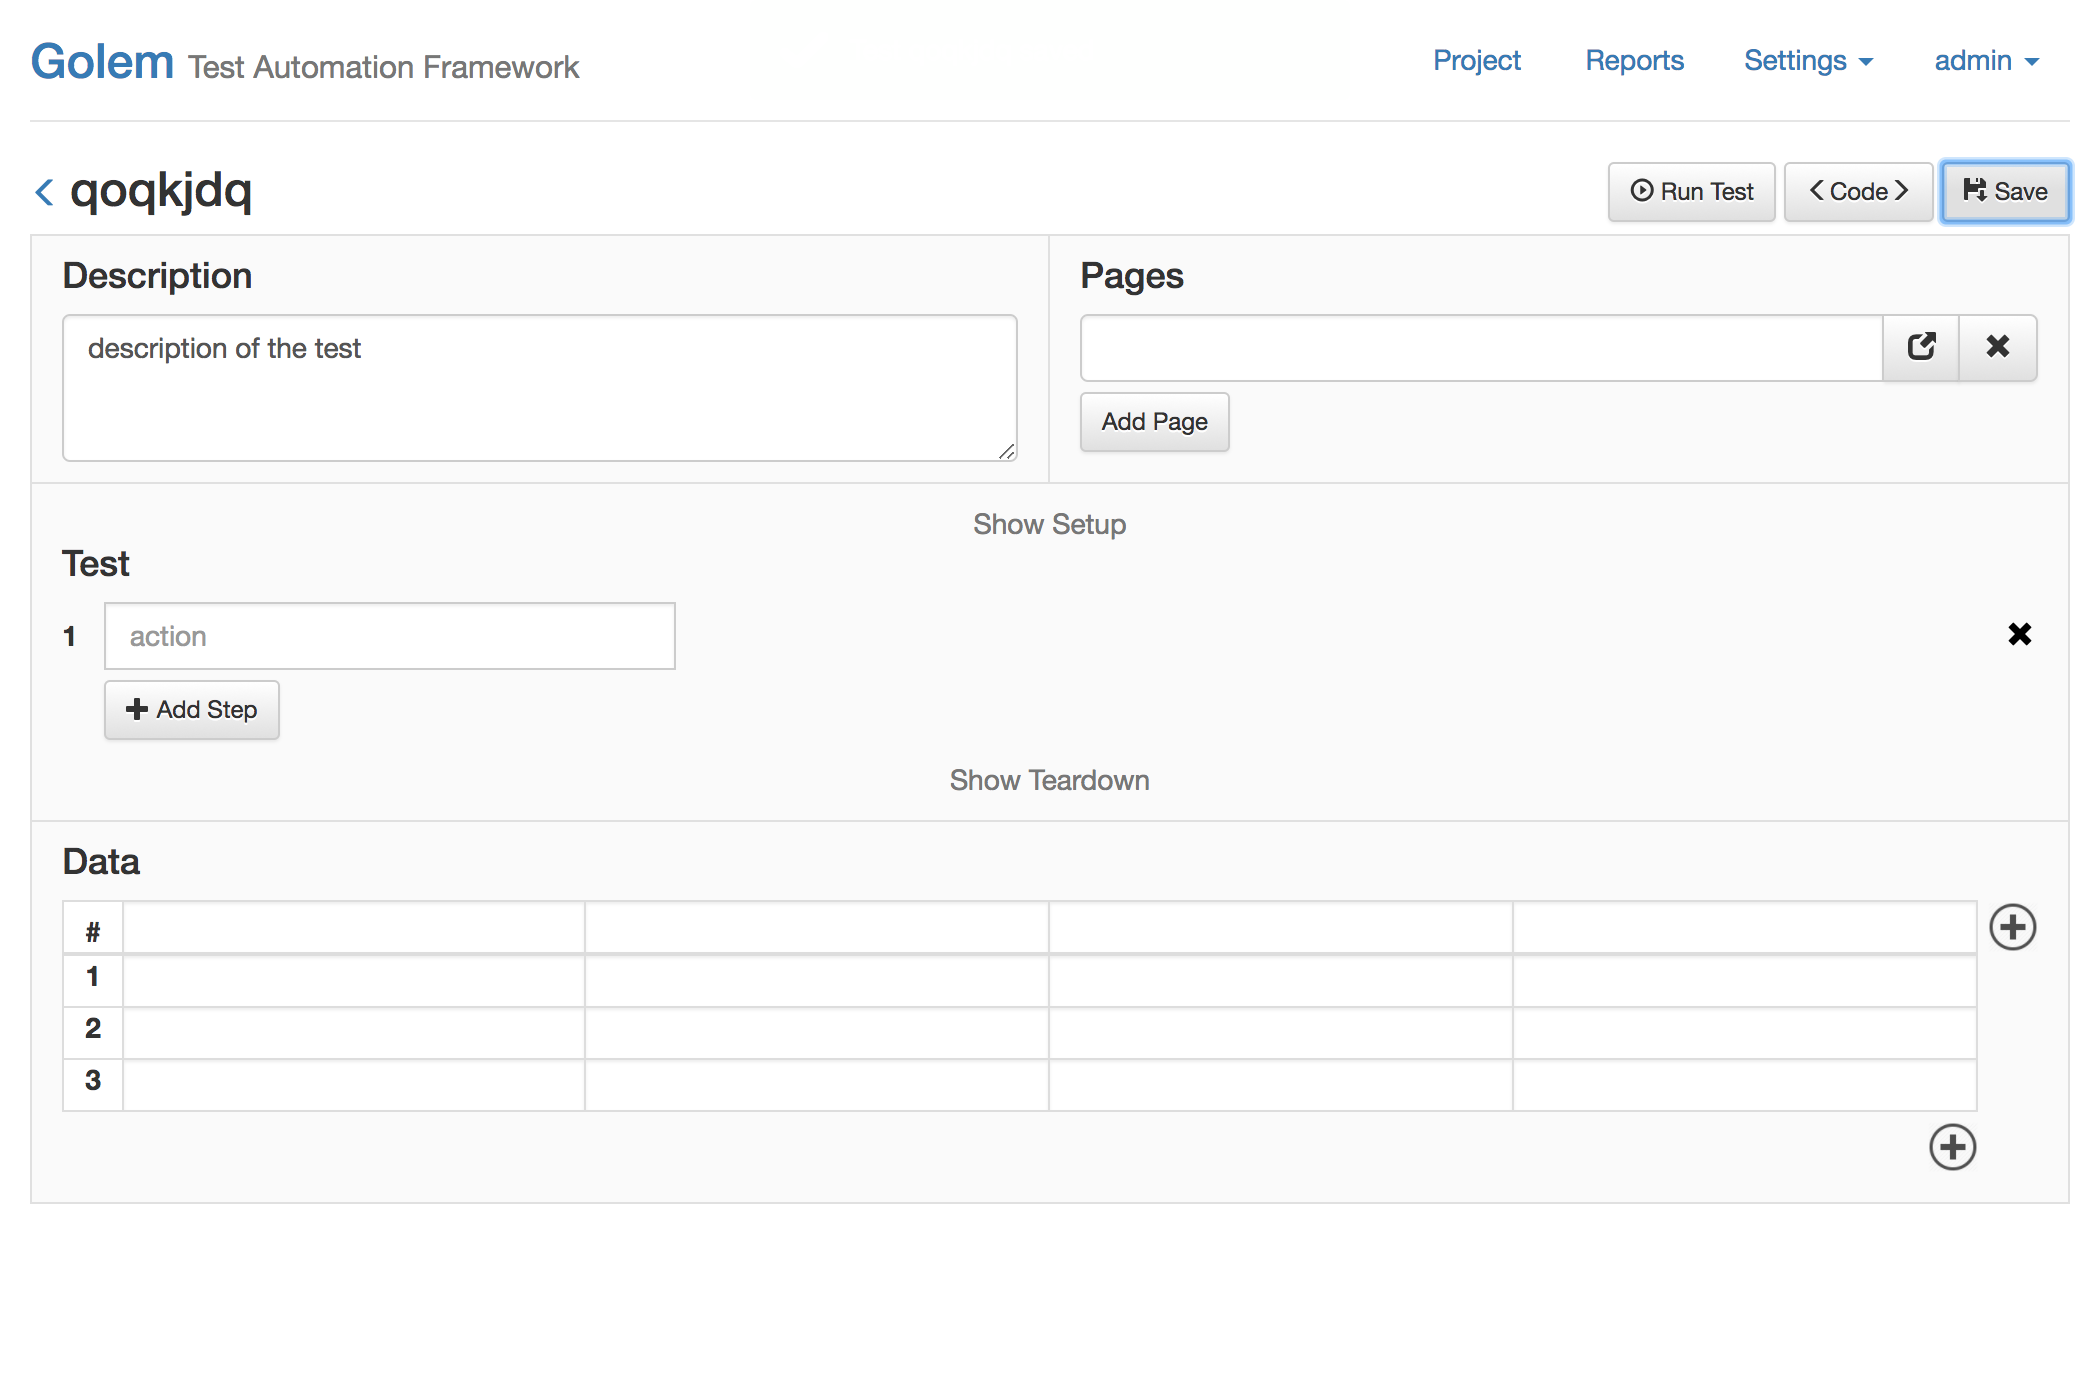 Golem Test Automation Framework
Project Reports Settings admin
qoqkjdq
Run Test Code Save
Description
Pages
description of the test
Add Page
Show Setup
Test
1 action
Add Step
Show Teardown
Data
#
1
2
3